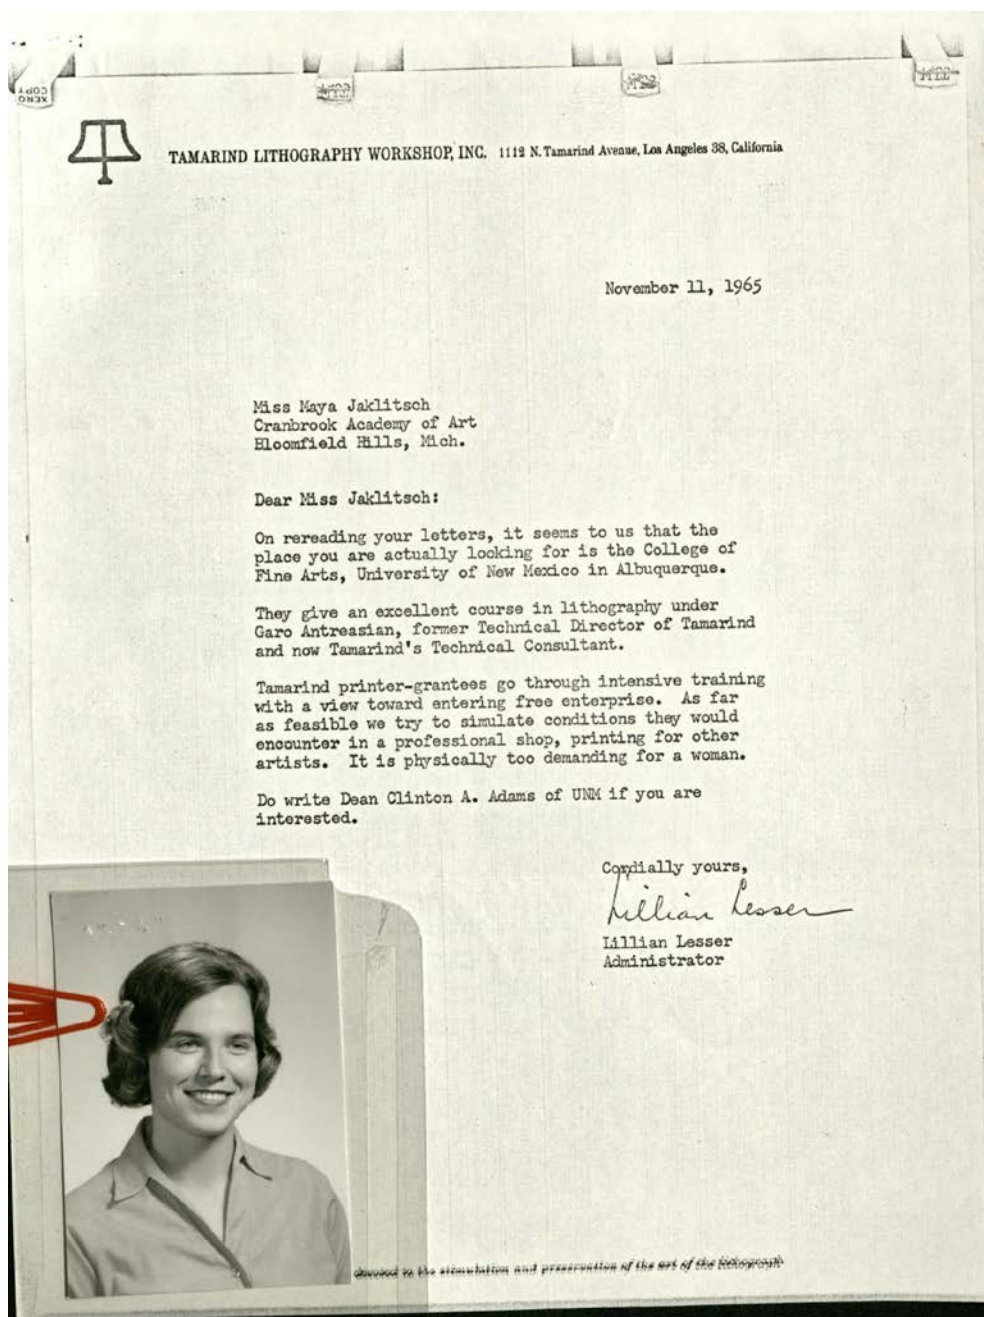 XERO
COPY
TAMARIND LITHOGRAPHY WORKSHOP, INC. 1112 N. Tamarind Avenue, Los Angeles 38, California
November 11, 1965
Miss Maya Jaklitsch
Cranbrook Academy of Art
Bloomfield Hills, Mich.
Dear Miss Jaklitsch:
On rereading your letters, it seems to us that the
place you are actually looking for is the College of
Fine Arts, University of New Mexico in Albuquerque.
They give an excellent course in lithography under
Garo Antreasian, former Technical Director of Tamarind
and now Tamarind's Technical Consultant.
Tamarind printer-grantees go through intensive training
with a view toward entering free enterprise. As far
as feasible we try to simulate conditions they would
encounter in a professional shop, printing for other
artists. It is physically too demanding for a woman.
Do write Dean Clinton A. Adams of UNM if you are
interested.
Cordially yours,
Lillian Lesser
Lillian Lesser
Administrator
devoted to the stimulation and preservation of the art of the lithograph